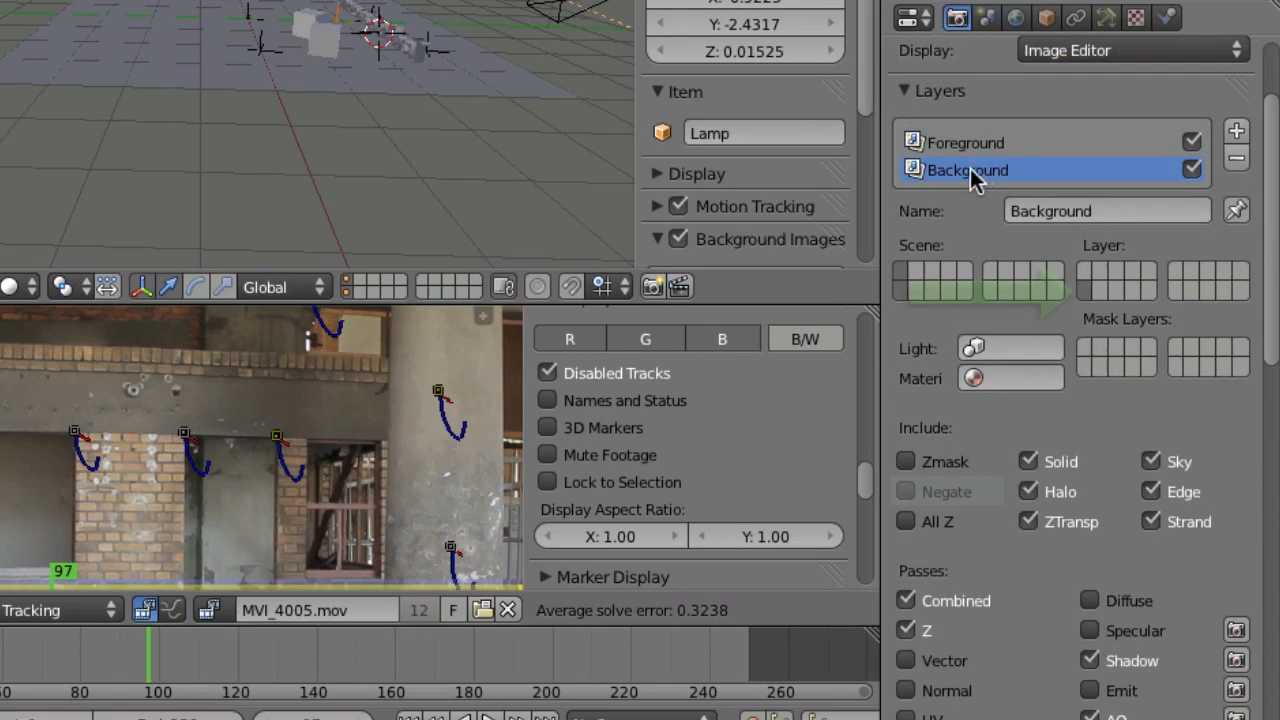 Y: -2.4317
Z: 0.01525
Item
Lamp
Display
Motion Tracking
Background Images
Global
R G B B/W
Disabled Tracks
Names and Status
3D Markers
Mute Footage
Lock to Selection
Display Aspect Ratio:
X: 1.00 Y: 1.00
Marker Display
97
Tracking MVI_4005.mov 12 F Average solve error: 0.3238
80 100 120 140 160 180 200 220 240 260
Display: Image Editor
Layers
Foreground
Background
Name: Background
Scene: Layer:
Mask Layers:
Light:
Materi
Include:
Zmask Solid Sky
Negate Halo Edge
All Z ZTransp Strand
Passes:
Combined Diffuse
Z Specular
Vector Shadow
Normal Emit